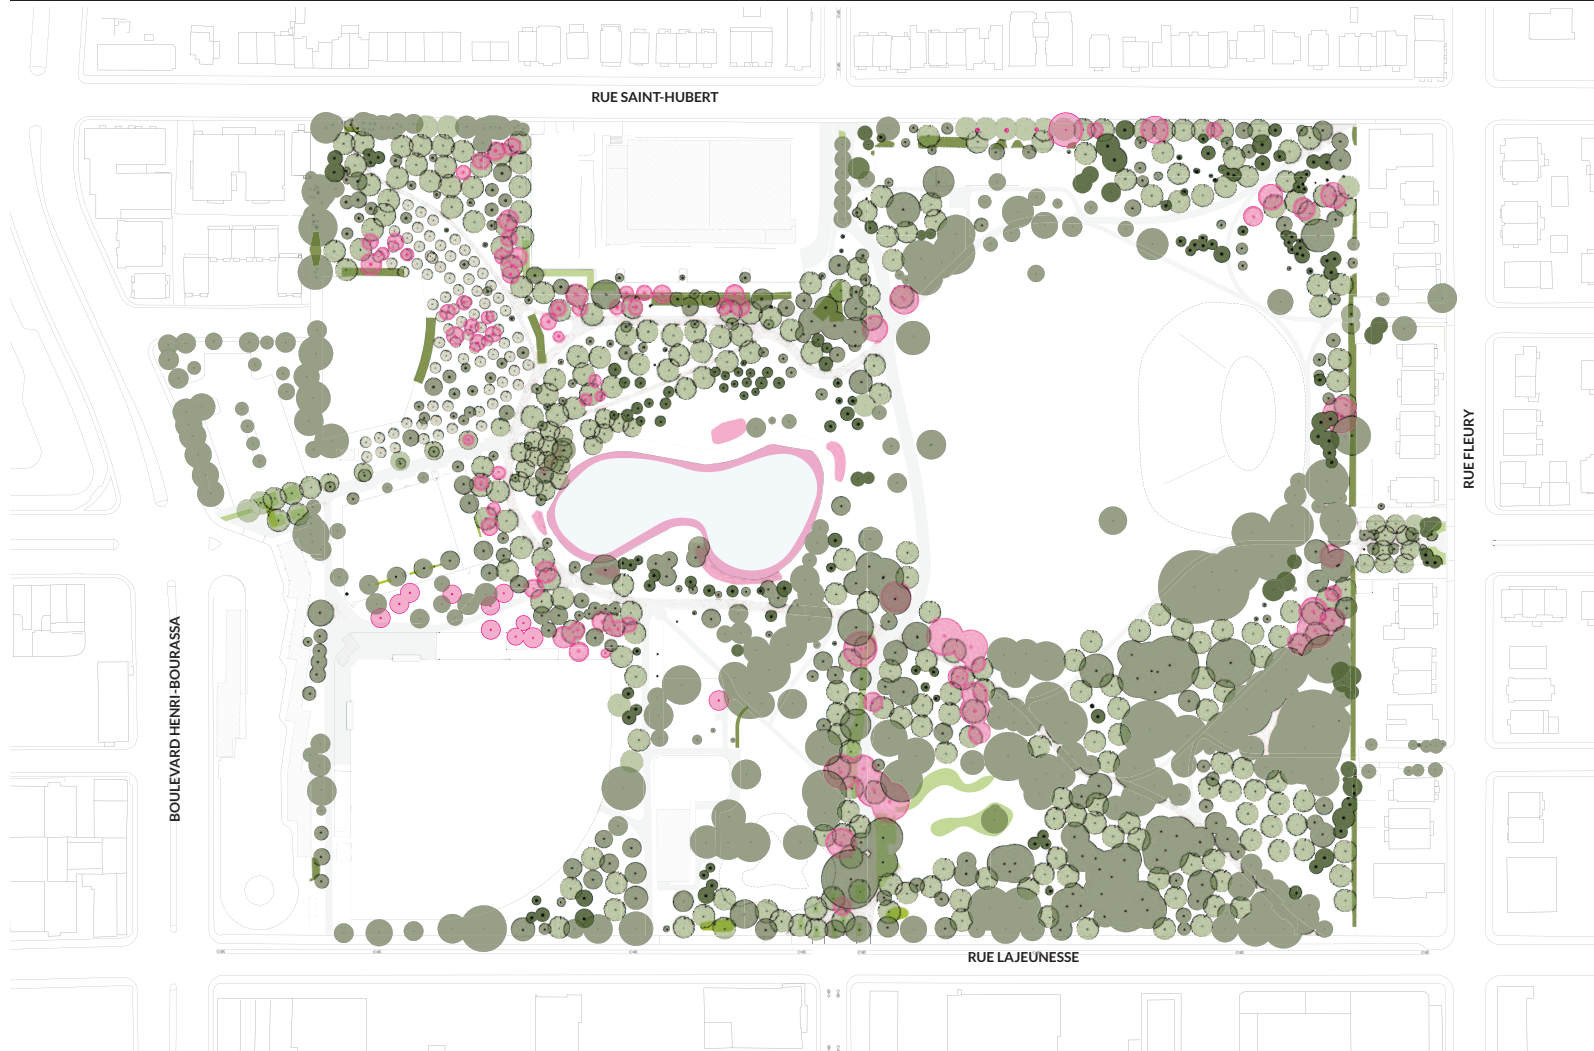 RUE SAINT-HUBERT
RUE FLEURY
BOULEVARD HENRI-BOURASSA
RUE LAJEUNESSE